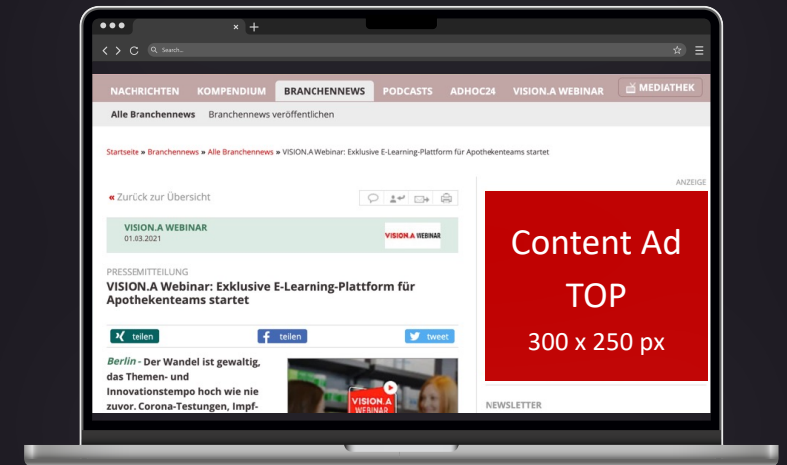 Search..
NACHRICHTEN KOMPENDIUM BRANCHENNEWS PODCASTS ADHOC24 VISION.A WEBINAR MEDIATHEK
Alle Branchennews Branchennews veröffentlichen
Startseite » Branchennews » Alle Branchennews » VISION.A Webinar: Exklusive E-Learning-Plattform für Apothekenteams startet
ANZEIGE
« Zurück zur Übersicht
VISION.A WEBINAR
01.03.2021
VISION.A WEBINAR
PRESSEMITTEILUNG
VISION.A Webinar: Exklusive E-Learning-Plattform für
Apothekenteams startet
teilen
teilen
tweet
Berlin - Der Wandel ist gewaltig,
das Themen- und
Innovationstempo hoch wie nie
zuvor. Corona-Testungen, Impf-
VISION.A
WEBINAR
Content Ad
TOP
300 x 250 px
NEWSLETTER